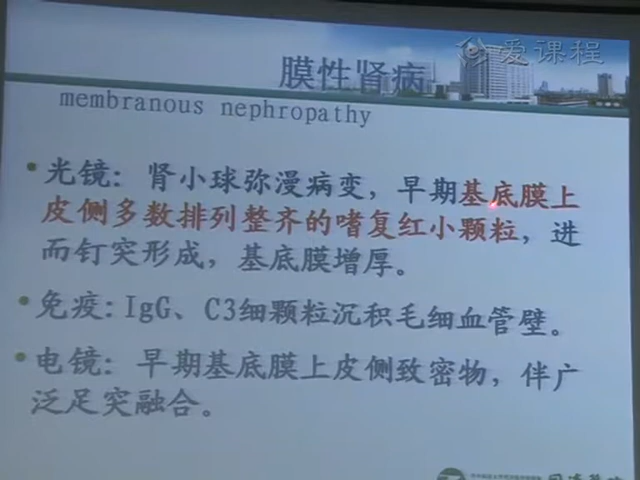 爱课程
膜性肾病
membranous nephropathy
光镜：肾小球弥漫病变，早期基底膜上
皮侧多数排列整齐的嗜复红小颗粒，进
而钉突形成，基底膜增厚。
免疫：IgG、C3细颗粒沉积毛细血管壁。
电镜：早期基底膜上皮侧致密物，伴广
泛足突融合。